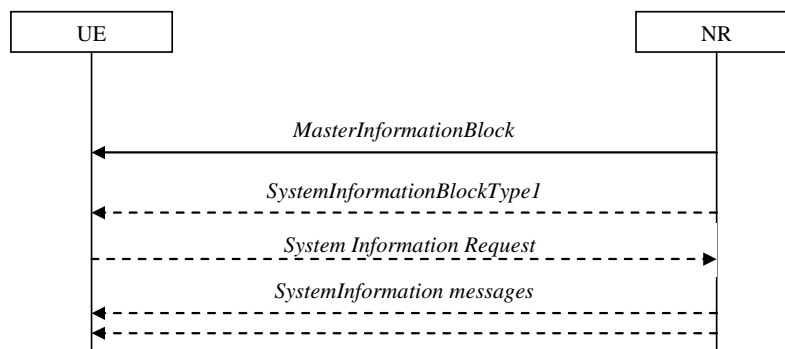 UE
NR
MasterInformationBlock
SystemInformationBlockType1
System Information Request
SystemInformation messages